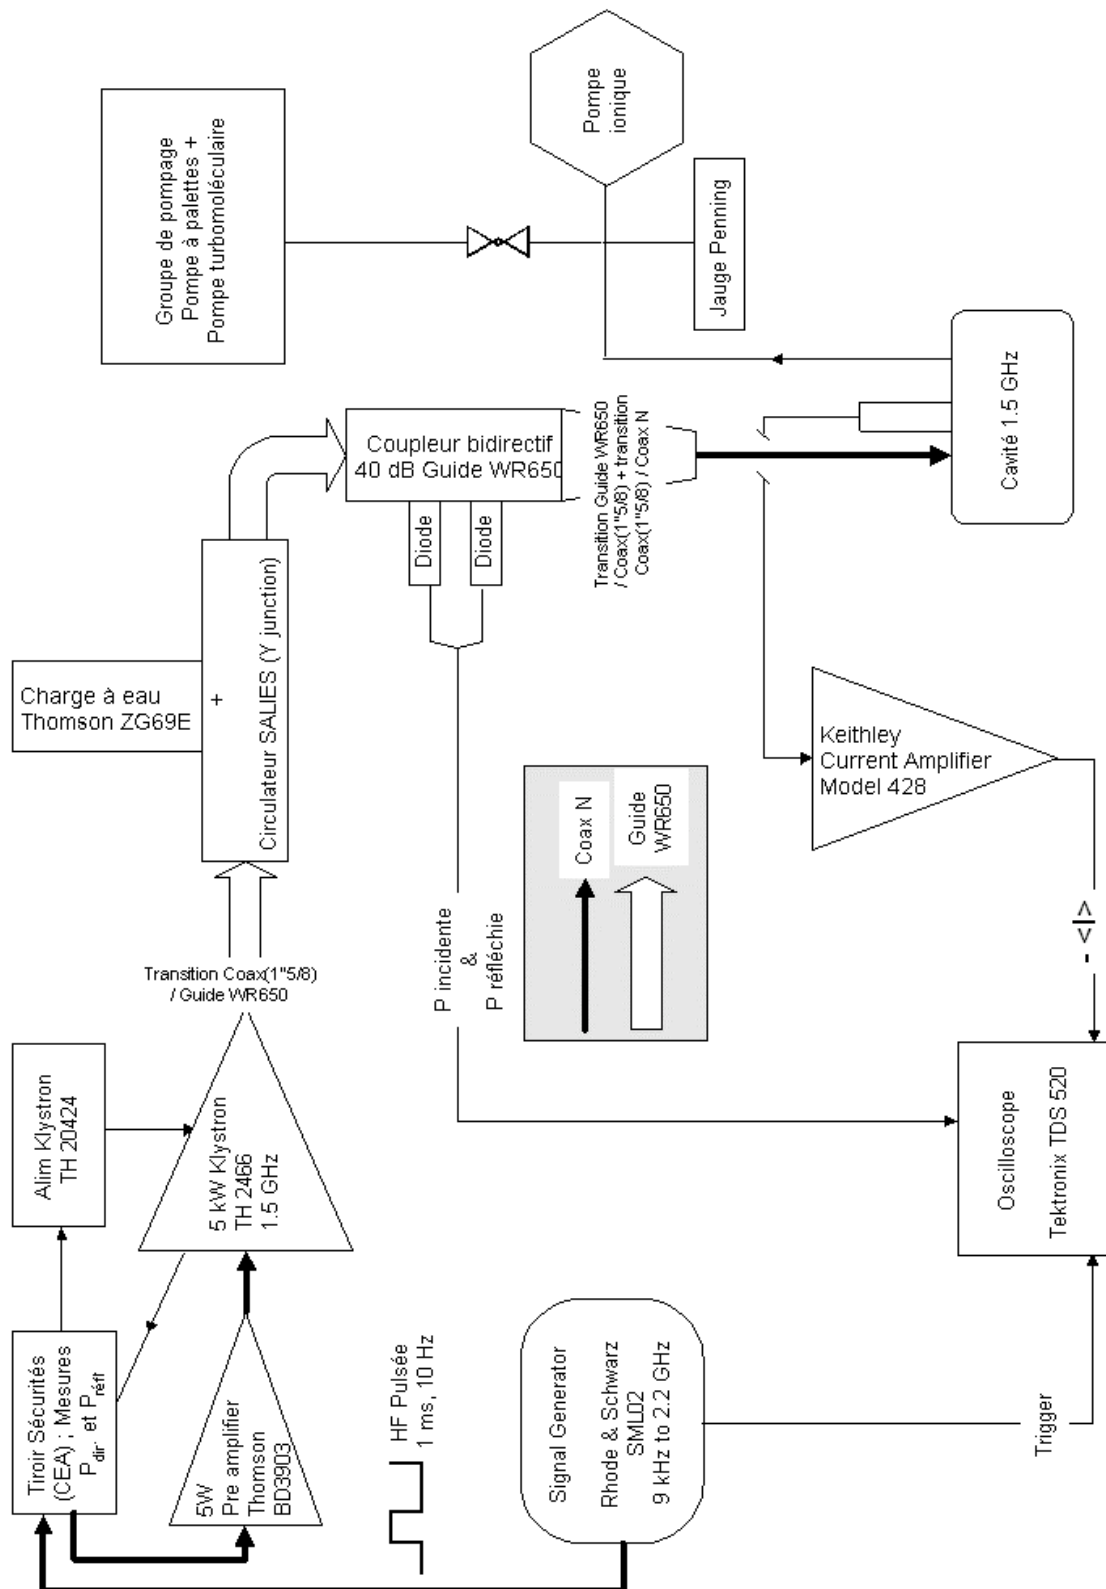 Groupe de pompage
Pompe à palettes +
Pompe turbomoléculaire
Pompe
ionique
Jauge Penning
Charge à eau
Thomson ZG69E
+
Circulateur SALIES (Y junction)
Coupleur bidirectif
40 dB Guide WR650
Diode
Diode
Transition Guide WR650
/ Coax(1"5/8) + transition
Coax(1"5/8) / Coax N
Cavité 1.5 GHz
Transition Coax(1"5/8)
/ Guide WR650
Alim Klystron
TH 20424
5 kW Klystron
TH 2466
1.5 GHz
Tiroir Sécurités
(CEA) ; Mesures
Pdir. et Préfl
5W
Pre amplifier
Thomson
BD3903
HF Pulsée
1 ms, 10 Hz
P incidente
&
P réfléchie
Coax N
Guide
WR650
Keithley
Current Amplifier
Model 428
- <I>
Signal Generator
Rhode & Schwarz
SML02
9 kHz to 2.2 GHz
Trigger
Oscilloscope
Tektronix TDS 520